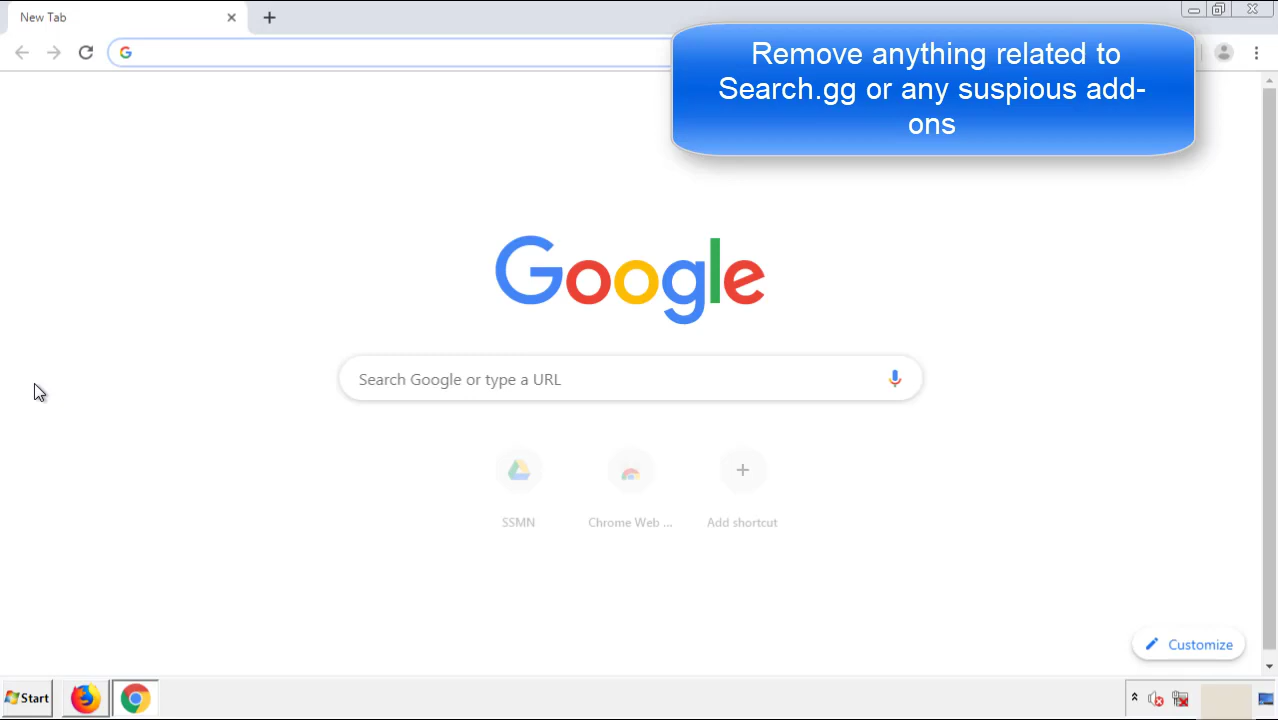 New Tab
Remove anything related to
Search.gg or any suspious add-
ons
Google
Search Google or type a URL
SSMN
Chrome Web ...
Add shortcut
Customize
Start